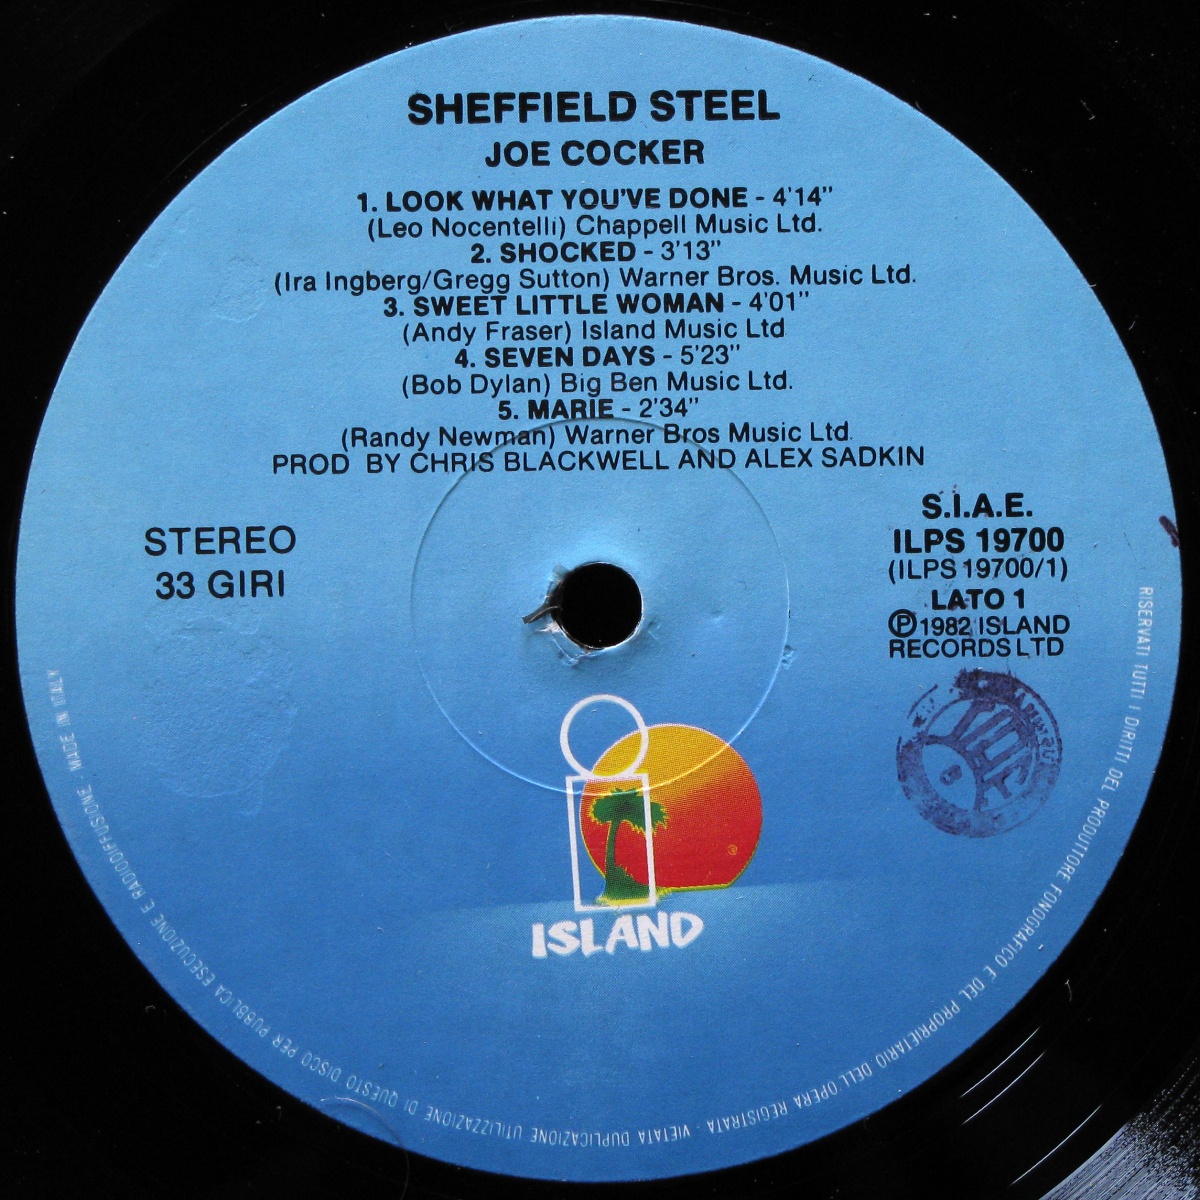 SHEFFIELD STEEL
JOE COCKER
1. LOOK WHAT YOU'VE DONE - 4'14"
(Leo Nocentelli) Chappell Music Ltd.
2. SHOCKED - 3'13"
(Ira Ingberg/Gregg Sutton) Warner Bros. Music Ltd.
3. SWEET LITTLE WOMAN - 4'01"
(Andy Fraser) Island Music Ltd
4. SEVEN DAYS - 5'23"
(Bob Dylan) Big Ben Music Ltd.
5. MARIE - 2'34"
(Randy Newman) Warner Bros Music Ltd.
PROD BY CHRIS BLACKWELL AND ALEX SADKIN
STEREO
33 GIRI
S.I.A.E.
ILPS 19700
(ILPS 19700/1)
LATO 1
Ⓟ 1982 ISLAND
RECORDS LTD
ISLAND
RISERVATI TUTTI I DIRITTI DEL PRODUTTORE FONOGRAFICO E DEL PROPRIETARIO DELL'OPERA REGISTRATA · VIETATA DUPLICAZIONE UTILIZZAZIONE DI QUESTO DISCO PER PUBBLICA ESECUZIONE E RADIODIFFUSIONE · MADE IN ITALY